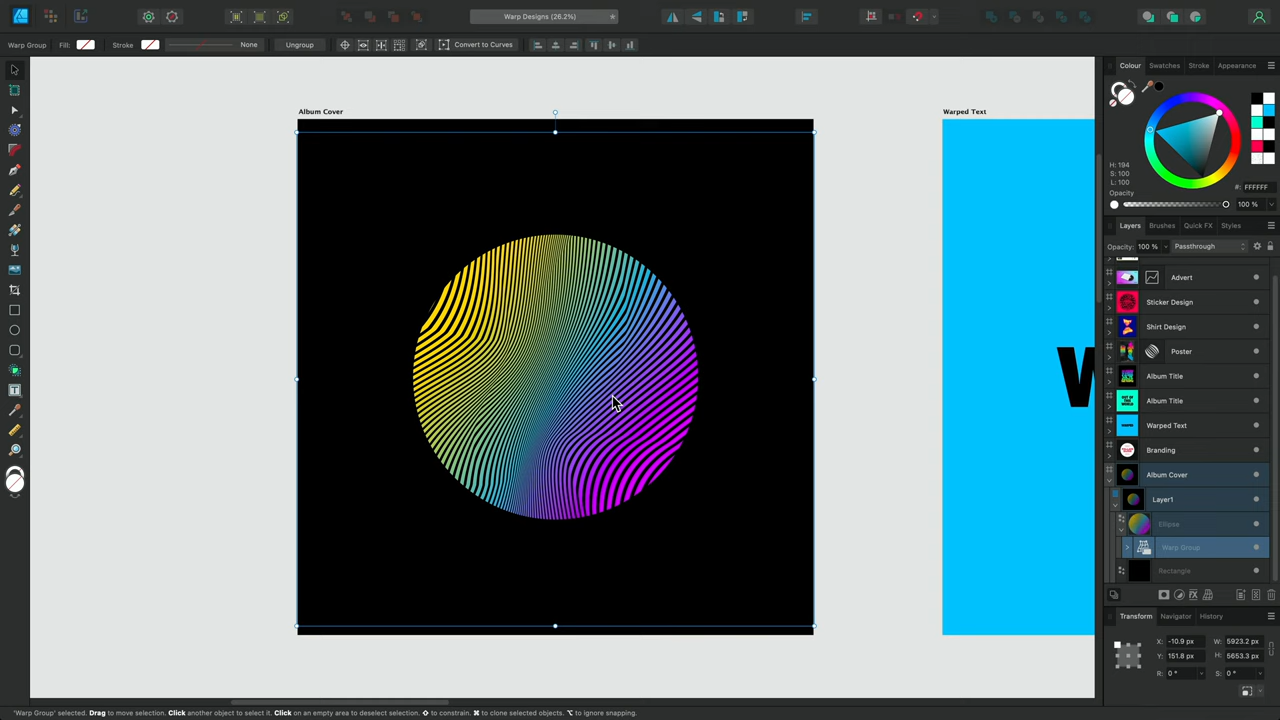 Warp Designs (26.2%)
Warp Group
Fill:
Stroke
None
Ungroup
Convert to Curves
Album Cover
Warped Text
W
Colour
Swatches
Stroke
Appearance
H: 194
S: 100
L: 100
#: FFFFFF
Opacity
100 %
Layers
Brushes
Quick FX
Styles
Opacity: 100 %
Passthrough
Advert
Sticker Design
Shirt Design
Poster
Album Title
Album Title
Warped Text
Branding
Album Cover
Layer1
Ellipse
Warp Group
Rectangle
Transform
Navigator
History
X: -10.9 px
W: 5923.2 px
Y: 151.8 px
H: 5653.3 px
R: 0 °
S: 0 °
'Warp Group' selected. Drag to move selection. Click another object to select it. Click on an empty area to deselect selection. ⇧ to constrain. ⌘ to clone selected objects. ⌥ to ignore snapping.